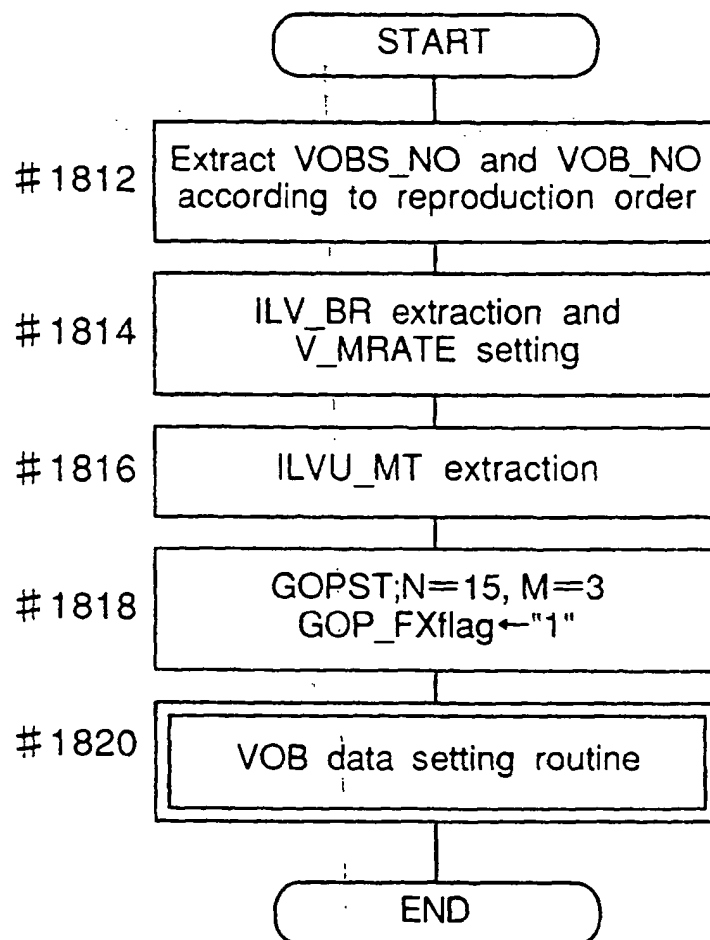 START
#1812
Extract VOBS_NO and VOB_NO
according to reproduction order
#1814
ILV_BR extraction and
V_MRATE setting
#1816
ILVU_MT extraction
#1818
GOPST;N=15, M=3
GOP_FXflag←"1"
#1820
VOB data setting routine
END